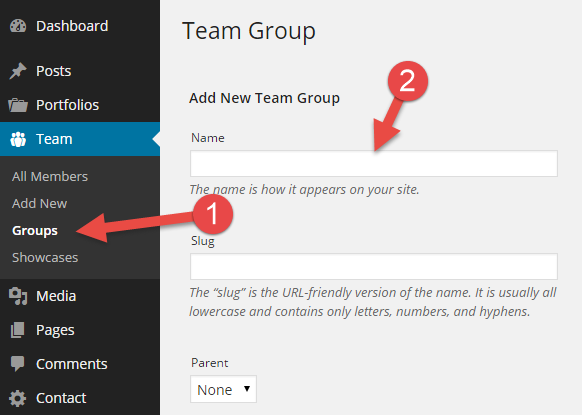 Dashboard
Posts
Portfolios
Team
All Members
Add New
Groups
Showcases
Media
Pages
Comments
Contact
Team Group
Add New Team Group
2
Name
The name is how it appears on your site.
1
Slug
The “slug” is the URL-friendly version of the name. It is usually all
lowercase and contains only letters, numbers, and hyphens.
Parent
None